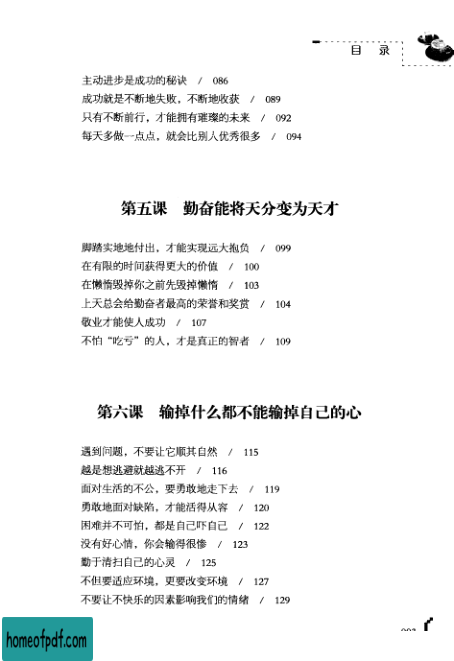 目 录
主动进步是成功的秘诀 / 086
成功就是不断地失败，不断地收获 / 089
只有不断前行，才能拥有璀璨的未来 / 092
每天多做一点点，就会比别人优秀很多 / 094
第五课 勤奋能将天分变为天才
脚踏实地地付出，才能实现远大抱负 / 099
在有限的时间获得更大的价值 / 100
在懒惰毁掉你之前先毁掉懒惰 / 103
上天总会给勤奋者最高的荣誉和奖赏 / 104
敬业才能使人成功 / 107
不怕“吃亏”的人，才是真正的智者 / 109
第六课 输掉什么都不能输掉自己的心
遇到问题，不要让它顺其自然 / 115
越是想逃避就越逃不开 / 116
面对生活的不公，要勇敢地走下去 / 119
勇敢地面对缺陷，才能活得从容 / 120
困难并不可怕，都是自己吓自己 / 122
没有好心情，你会输得很惨 / 123
勤于清扫自己的心灵 / 125
不但要适应环境，更要改变环境 / 127
不要让不快乐的因素影响我们的情绪 / 129
homeofpdf.com